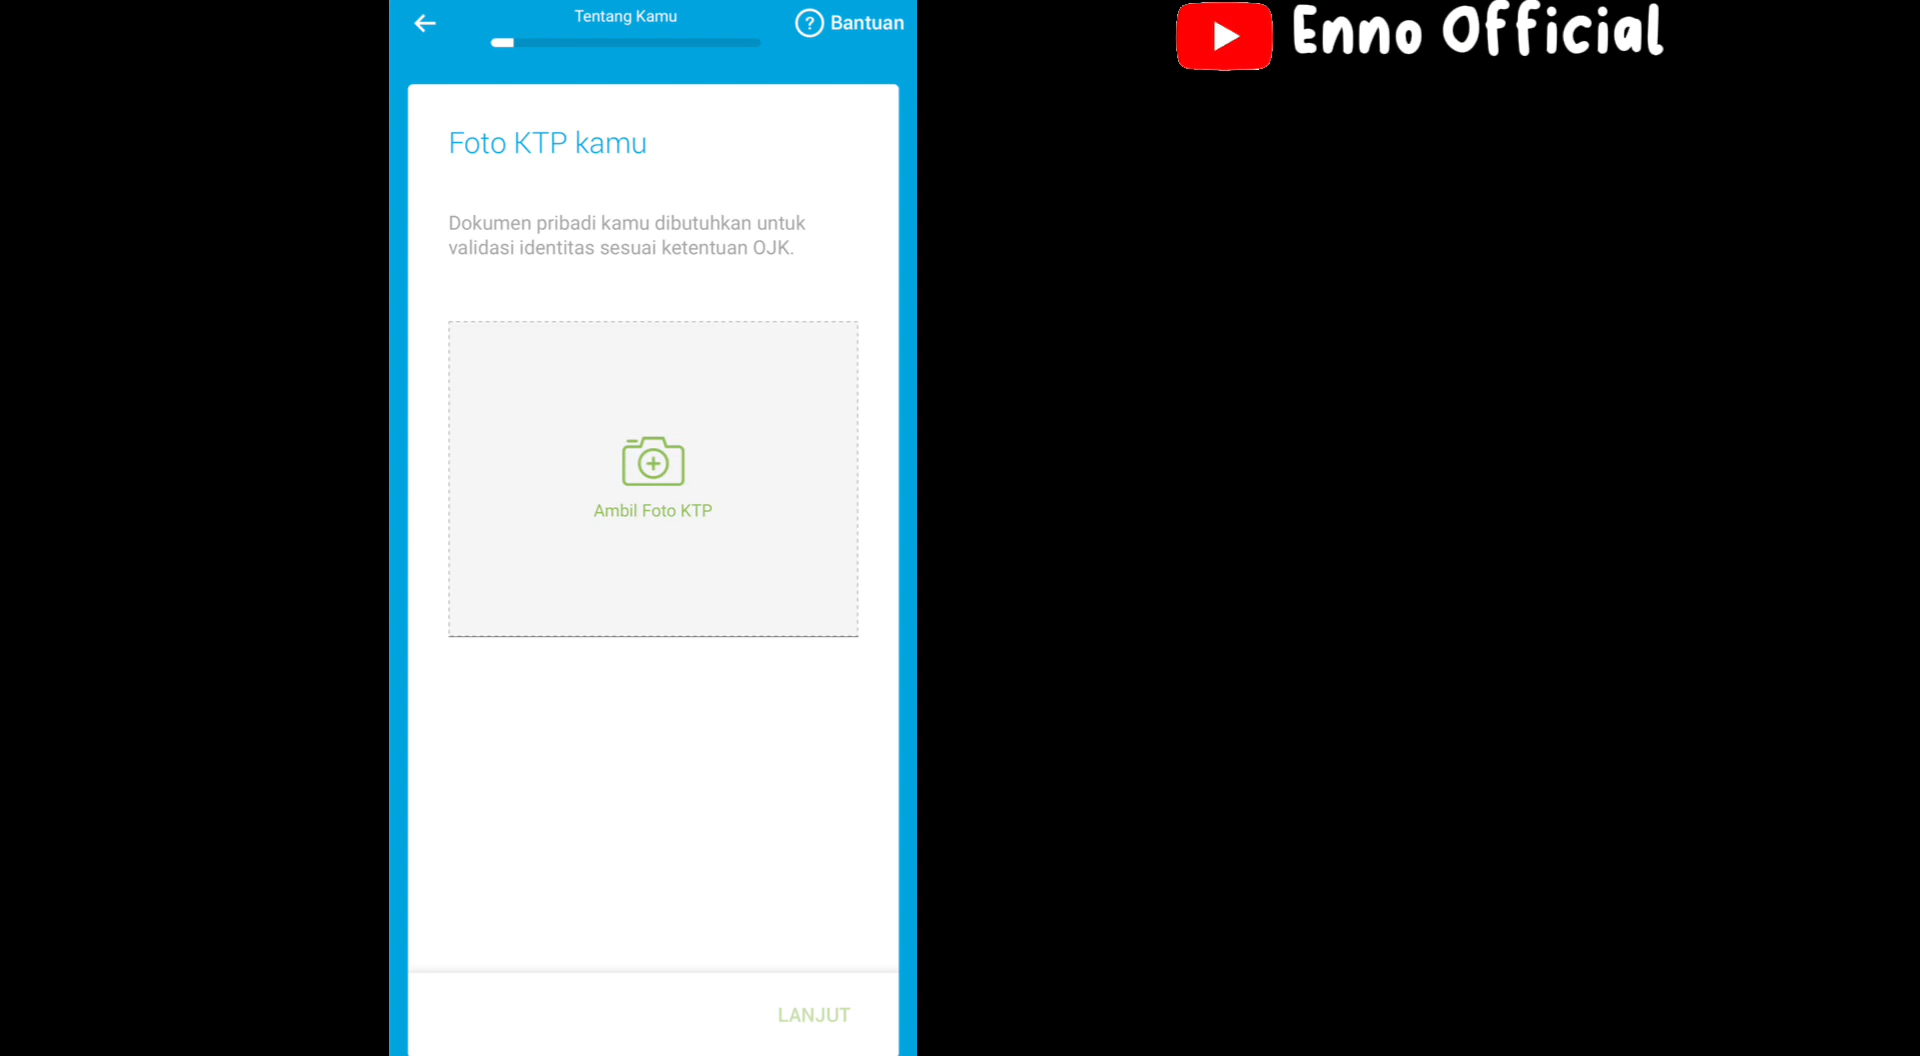 Tentang Kamu
? Bantuan
Enno Official
Foto KTP kamu
Dokumen pribadi kamu dibutuhkan untuk
validasi identitas sesuai ketentuan OJK.
Ambil Foto KTP
LANJUT